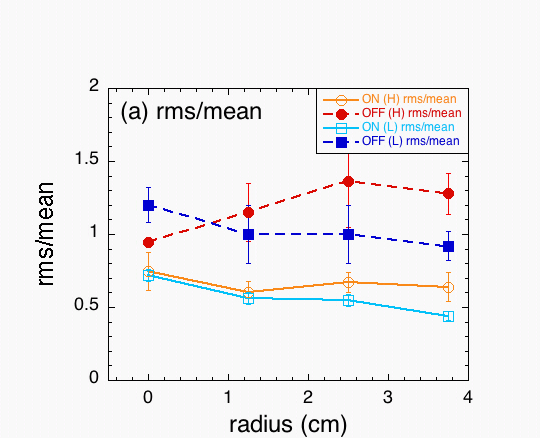 2
(a) rms/mean
ON (H) rms/mean
OFF (H) rms/mean
ON (L) rms/mean
OFF (L) rms/mean
1.5
1
0.5
0
rms/mean
0
1
2
3
4
radius (cm)